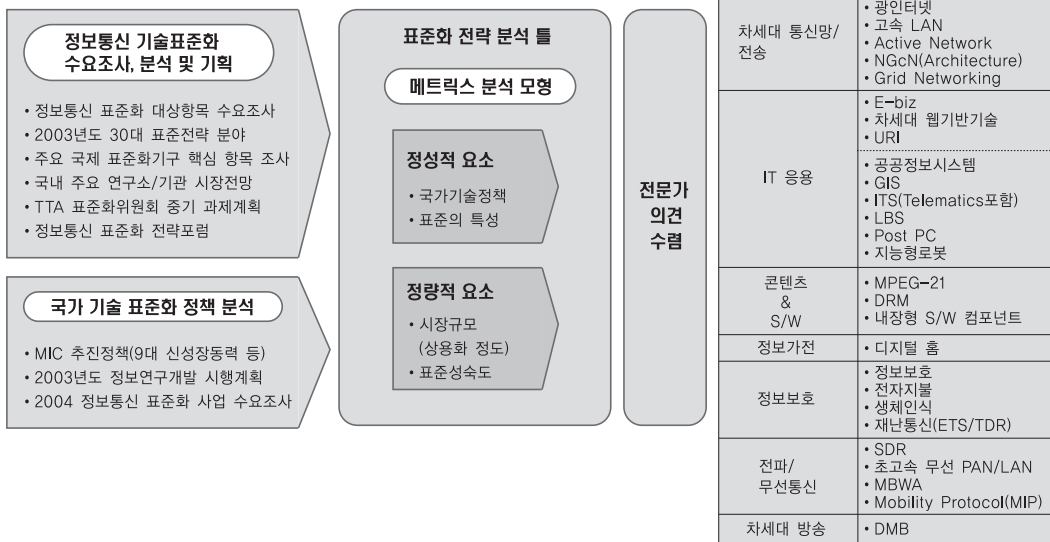 정보통신 기술표준화
수요조사, 분석 및 기획
• 정보통신 표준화 대상항목 수요조사
• 2003년도 30대 표준전략 분야
• 주요 국제 표준화기구 핵심 항목 조사
• 국내 주요 연구소/기관 시장전망
• TTA 표준화위원회 중기 과제계획
• 정보통신 표준화 전략포럼
국가 기술 표준화 정책 분석
• MIC 추진정책(9대 신성장동력 등)
• 2003년도 정보연구개발 시행계획
• 2004 정보통신 표준화 사업 수요조사
표준화 전략 분석 틀
메트릭스 분석 모형
정성적 요소
• 국가기술정책
• 표준의 특성
정량적 요소
• 시장규모
(상용화 정도)
• 표준성숙도
전문가
의견
수렴
차세대 통신망/
전송
• 광인터넷
• 고속 LAN
• Active Network
• NGcN(Architecture)
• Grid Networking
IT 응용
• E-biz
• 차세대 웹기반기술
• URI
• 공공정보시스템
• GIS
• ITS(Telematics포함)
• LBS
• Post PC
• 지능형로봇
콘텐츠
&
S/W
• MPEG-21
• DRM
• 내장형 S/W 컴포넌트
정보가전
• 디지털 홈
정보보호
• 정보보호
• 전자지불
• 생체인식
• 재난통신(ETS/TDR)
전파/
무선통신
• SDR
• 초고속 무선 PAN/LAN
• MBWA
• Mobility Protocol(MIP)
차세대 방송
• DMB